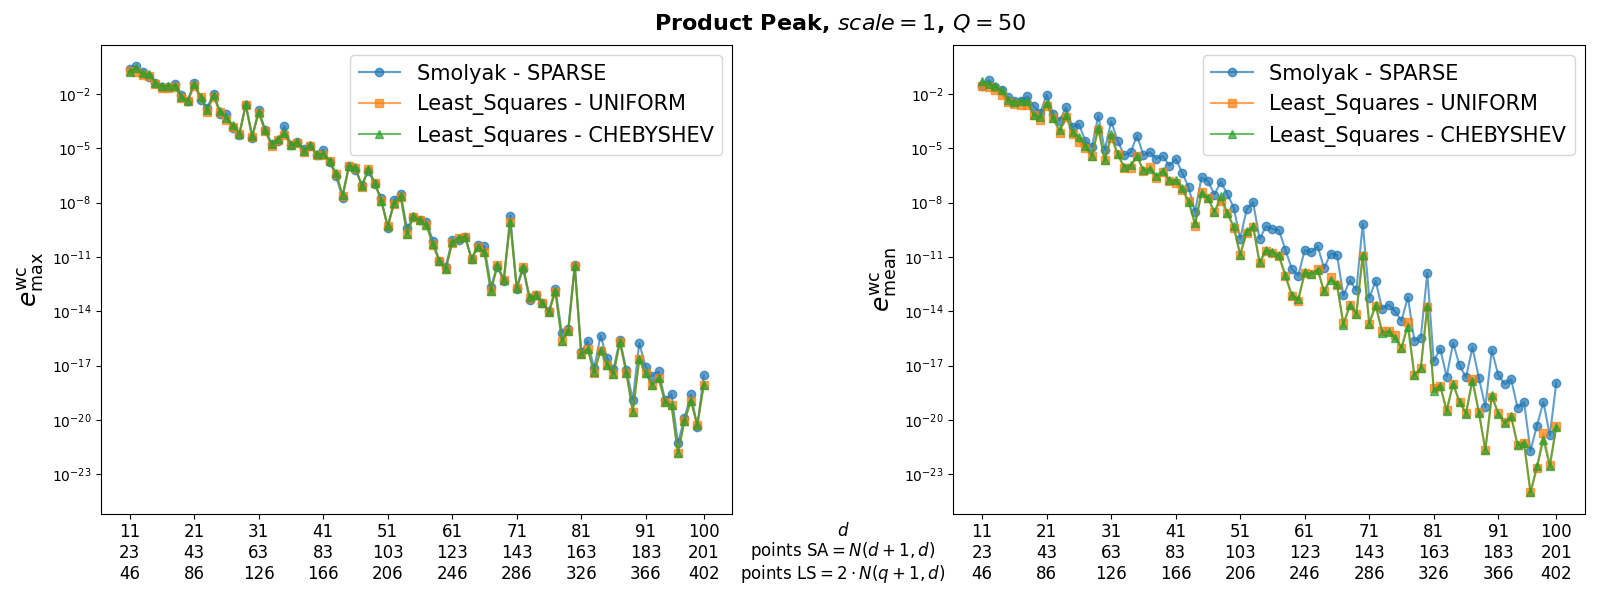 Product Peak, scale = 1, Q = 50
Smolyak - SPARSE
Least_Squares - UNIFORM
Least_Squares - CHEBYSHEV
10⁻²
10⁻⁵
10⁻⁸
10⁻¹¹
10⁻¹⁴
10⁻¹⁷
10⁻²⁰
10⁻²³
e^wc_max
11 21 31 41 51 61 71 81 91 100
23 43 63 83 103 123 143 163 183 201
46 86 126 166 206 246 286 326 366 402
d
points SA = N(d + 1, d)
points LS = 2 · N(q + 1, d)
Smolyak - SPARSE
Least_Squares - UNIFORM
Least_Squares - CHEBYSHEV
10⁻²
10⁻⁵
10⁻⁸
10⁻¹¹
10⁻¹⁴
10⁻¹⁷
10⁻²⁰
10⁻²³
e^wc_mean
11 21 31 41 51 61 71 81 91 100
23 43 63 83 103 123 143 163 183 201
46 86 126 166 206 246 286 326 366 402